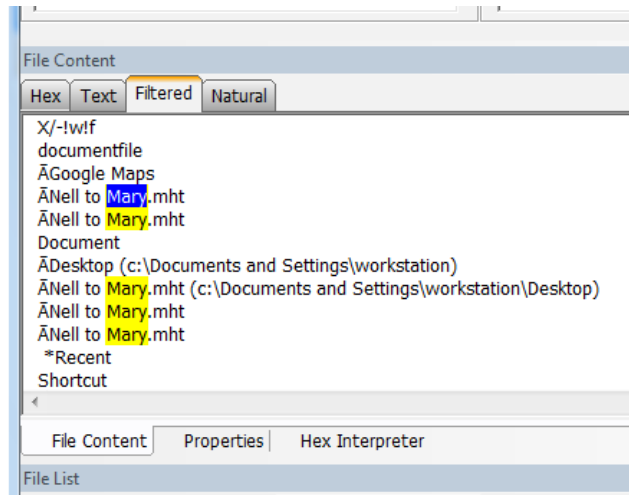 File Content
Hex Text Filtered Natural
X/-!w!f
documentfile
ĀGoogle Maps
ĀNell to Mary.mht
ĀNell to Mary.mht
Document
ĀDesktop (c:\Documents and Settings\workstation)
ĀNell to Mary.mht (c:\Documents and Settings\workstation\Desktop)
ĀNell to Mary.mht
ĀNell to Mary.mht
*Recent
Shortcut
File Content Properties Hex Interpreter
File List